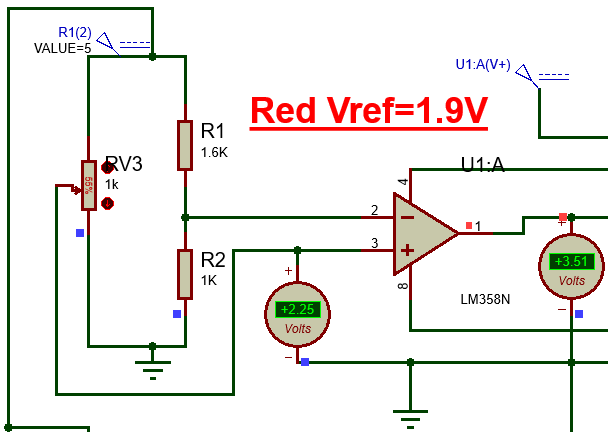 R1(2)
VALUE=5
U1:A(V+)
Red Vref=1.9V
R1
1.6K
RV3
1k
55%
U1:A
4
2
1
3
8
LM358N
R2
1K
+
+2.25
Volts
+
+3.51
Volts